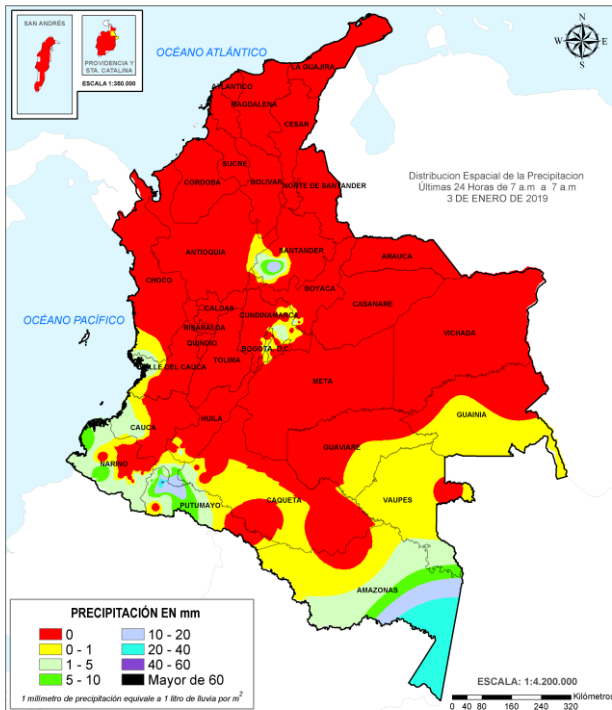 SAN ANDRÉS
PROVIDENCIA Y
STA. CATALINA
ESCALA 1:350.000
OCÉANO ATLÁNTICO
N
W
E
S
LA GUAJIRA
ATLANTICO
MAGDALENA
CESAR
SUCRE
CORDOBA
BOLIVAR
NORTE DE SANTANDER
Distribucion Espacial de la Precipitacion
Últimas 24 Horas de 7 a.m a 7 a.m
3 DE ENERO DE 2019
ANTIOQUIA
SANTANDER
ARAUCA
CHOCO
BOYACA
CASANARE
CALDAS
CUNDINAMARCA
OCÉANO PACÍFICO
RISARALDA
VICHADA
QUINDIO
BOGOTA, D.C.
TOLIMA
VALLE DEL CAUCA
META
GUAINIA
HUILA
CAUCA
GUAVIARE
NARIÑO
CAQUETA
VAUPES
PUTUMAYO
AMAZONAS
PRECIPITACIÓN EN mm
0
10 - 20
0 - 1
20 - 40
1 - 5
40 - 60
5 - 10
Mayor de 60
1 milímetro de precipitación equivale a 1 litro de lluvia por m²
ESCALA: 1:4.200.000
Kilómetros
0 40 80 160 240 320